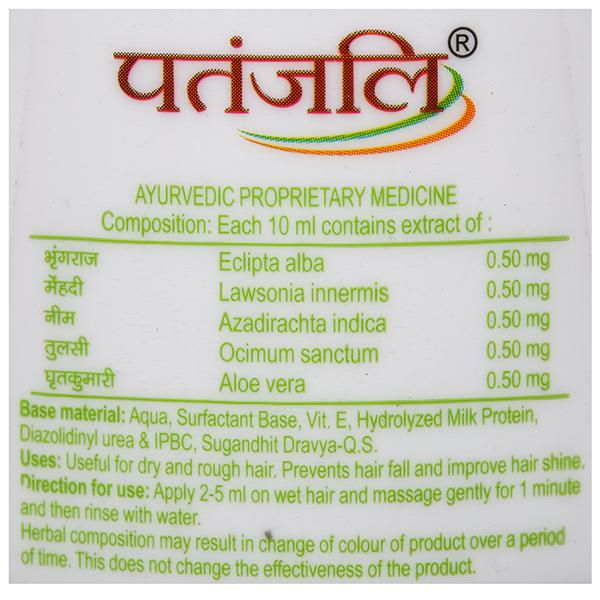 पतंजलि®
AYURVEDIC PROPRIETARY MEDICINE
Composition: Each 10 ml contains extract of :
भृंगराज Eclipta alba 0.50 mg
मेंहदी Lawsonia innermis 0.50 mg
नीम Azadirachta indica 0.50 mg
तुलसी Ocimum sanctum 0.50 mg
घृतकुमारी Aloe vera 0.50 mg
Base material: Aqua, Surfactant Base, Vit. E, Hydrolyzed Milk Protein,
Diazolidinyl urea & IPBC, Sugandhit Dravya-Q.S.
Uses: Useful for dry and rough hair. Prevents hair fall and improve hair shine.
Direction for use: Apply 2-5 ml on wet hair and massage gently for 1 minute
and then rinse with water.
Herbal composition may result in change of colour of product over a period
of time. This does not change the effectiveness of the product.